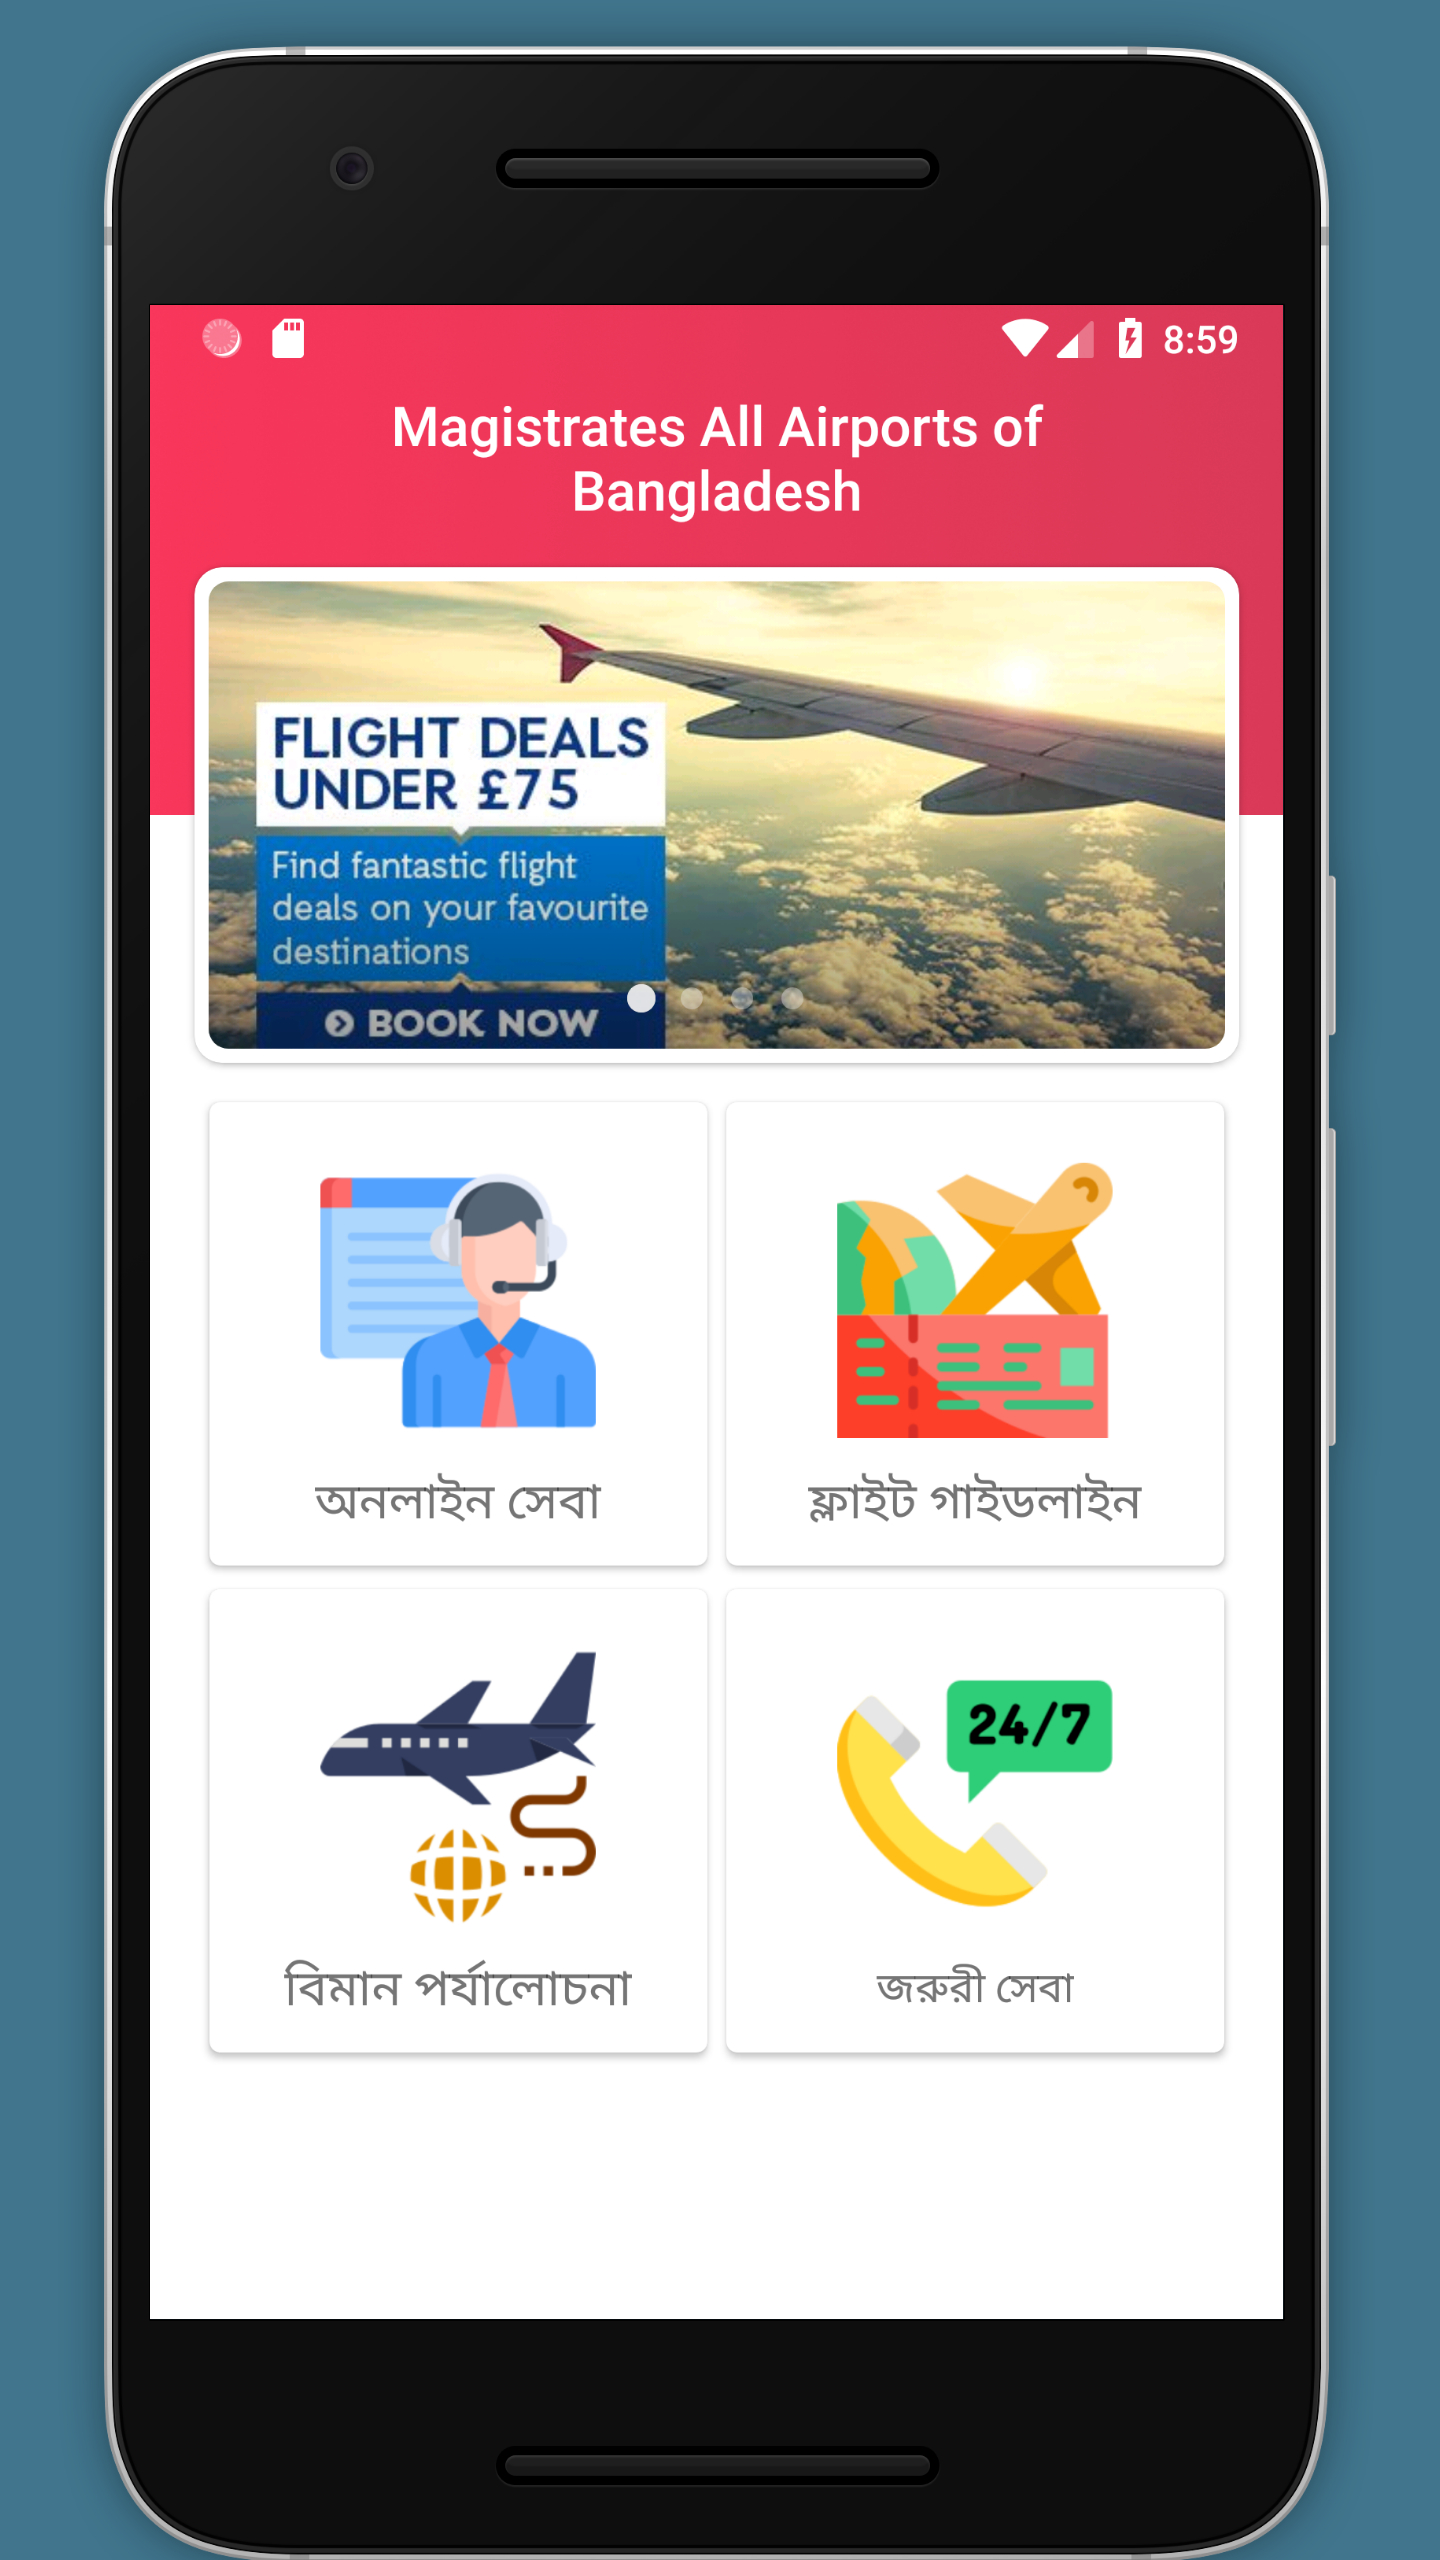 8:59
Magistrates All Airports of
Bangladesh
FLIGHT DEALS
UNDER £75
Find fantastic flight
deals on your favourite
destinations
BOOK NOW
অনলাইন সেবা
ফ্লাইট গাইডলাইন
24/7
বিমান পর্যালোচনা
জরুরী সেবা